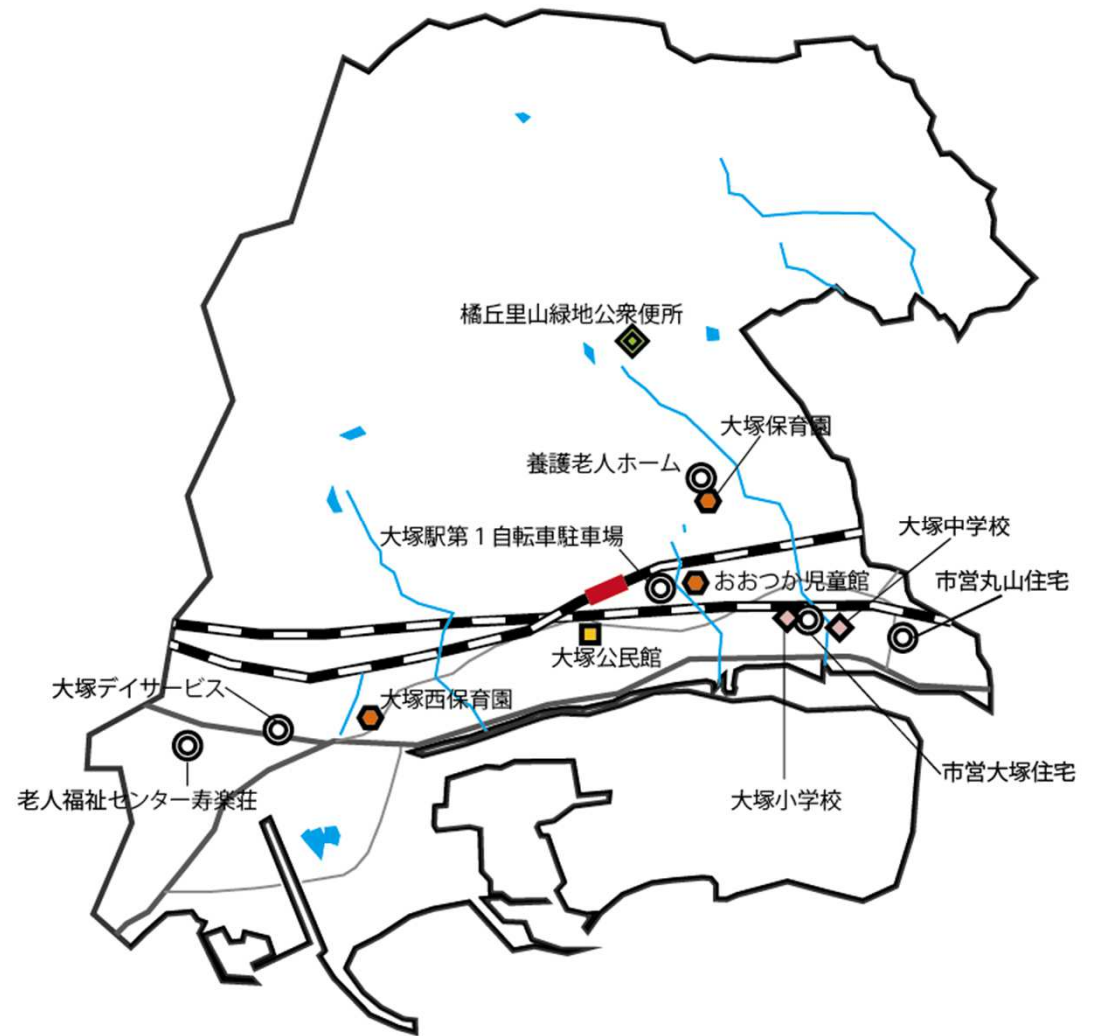 橘丘里山緑地公衆便所
大塚保育園
養護老人ホーム
大塚中学校
大塚駅第１自転車駐車場
おおつか児童館
市営丸山住宅
大塚公民館
大塚デイサービス
大塚西保育園
市営大塚住宅
老人福祉センター寿楽荘
大塚小学校